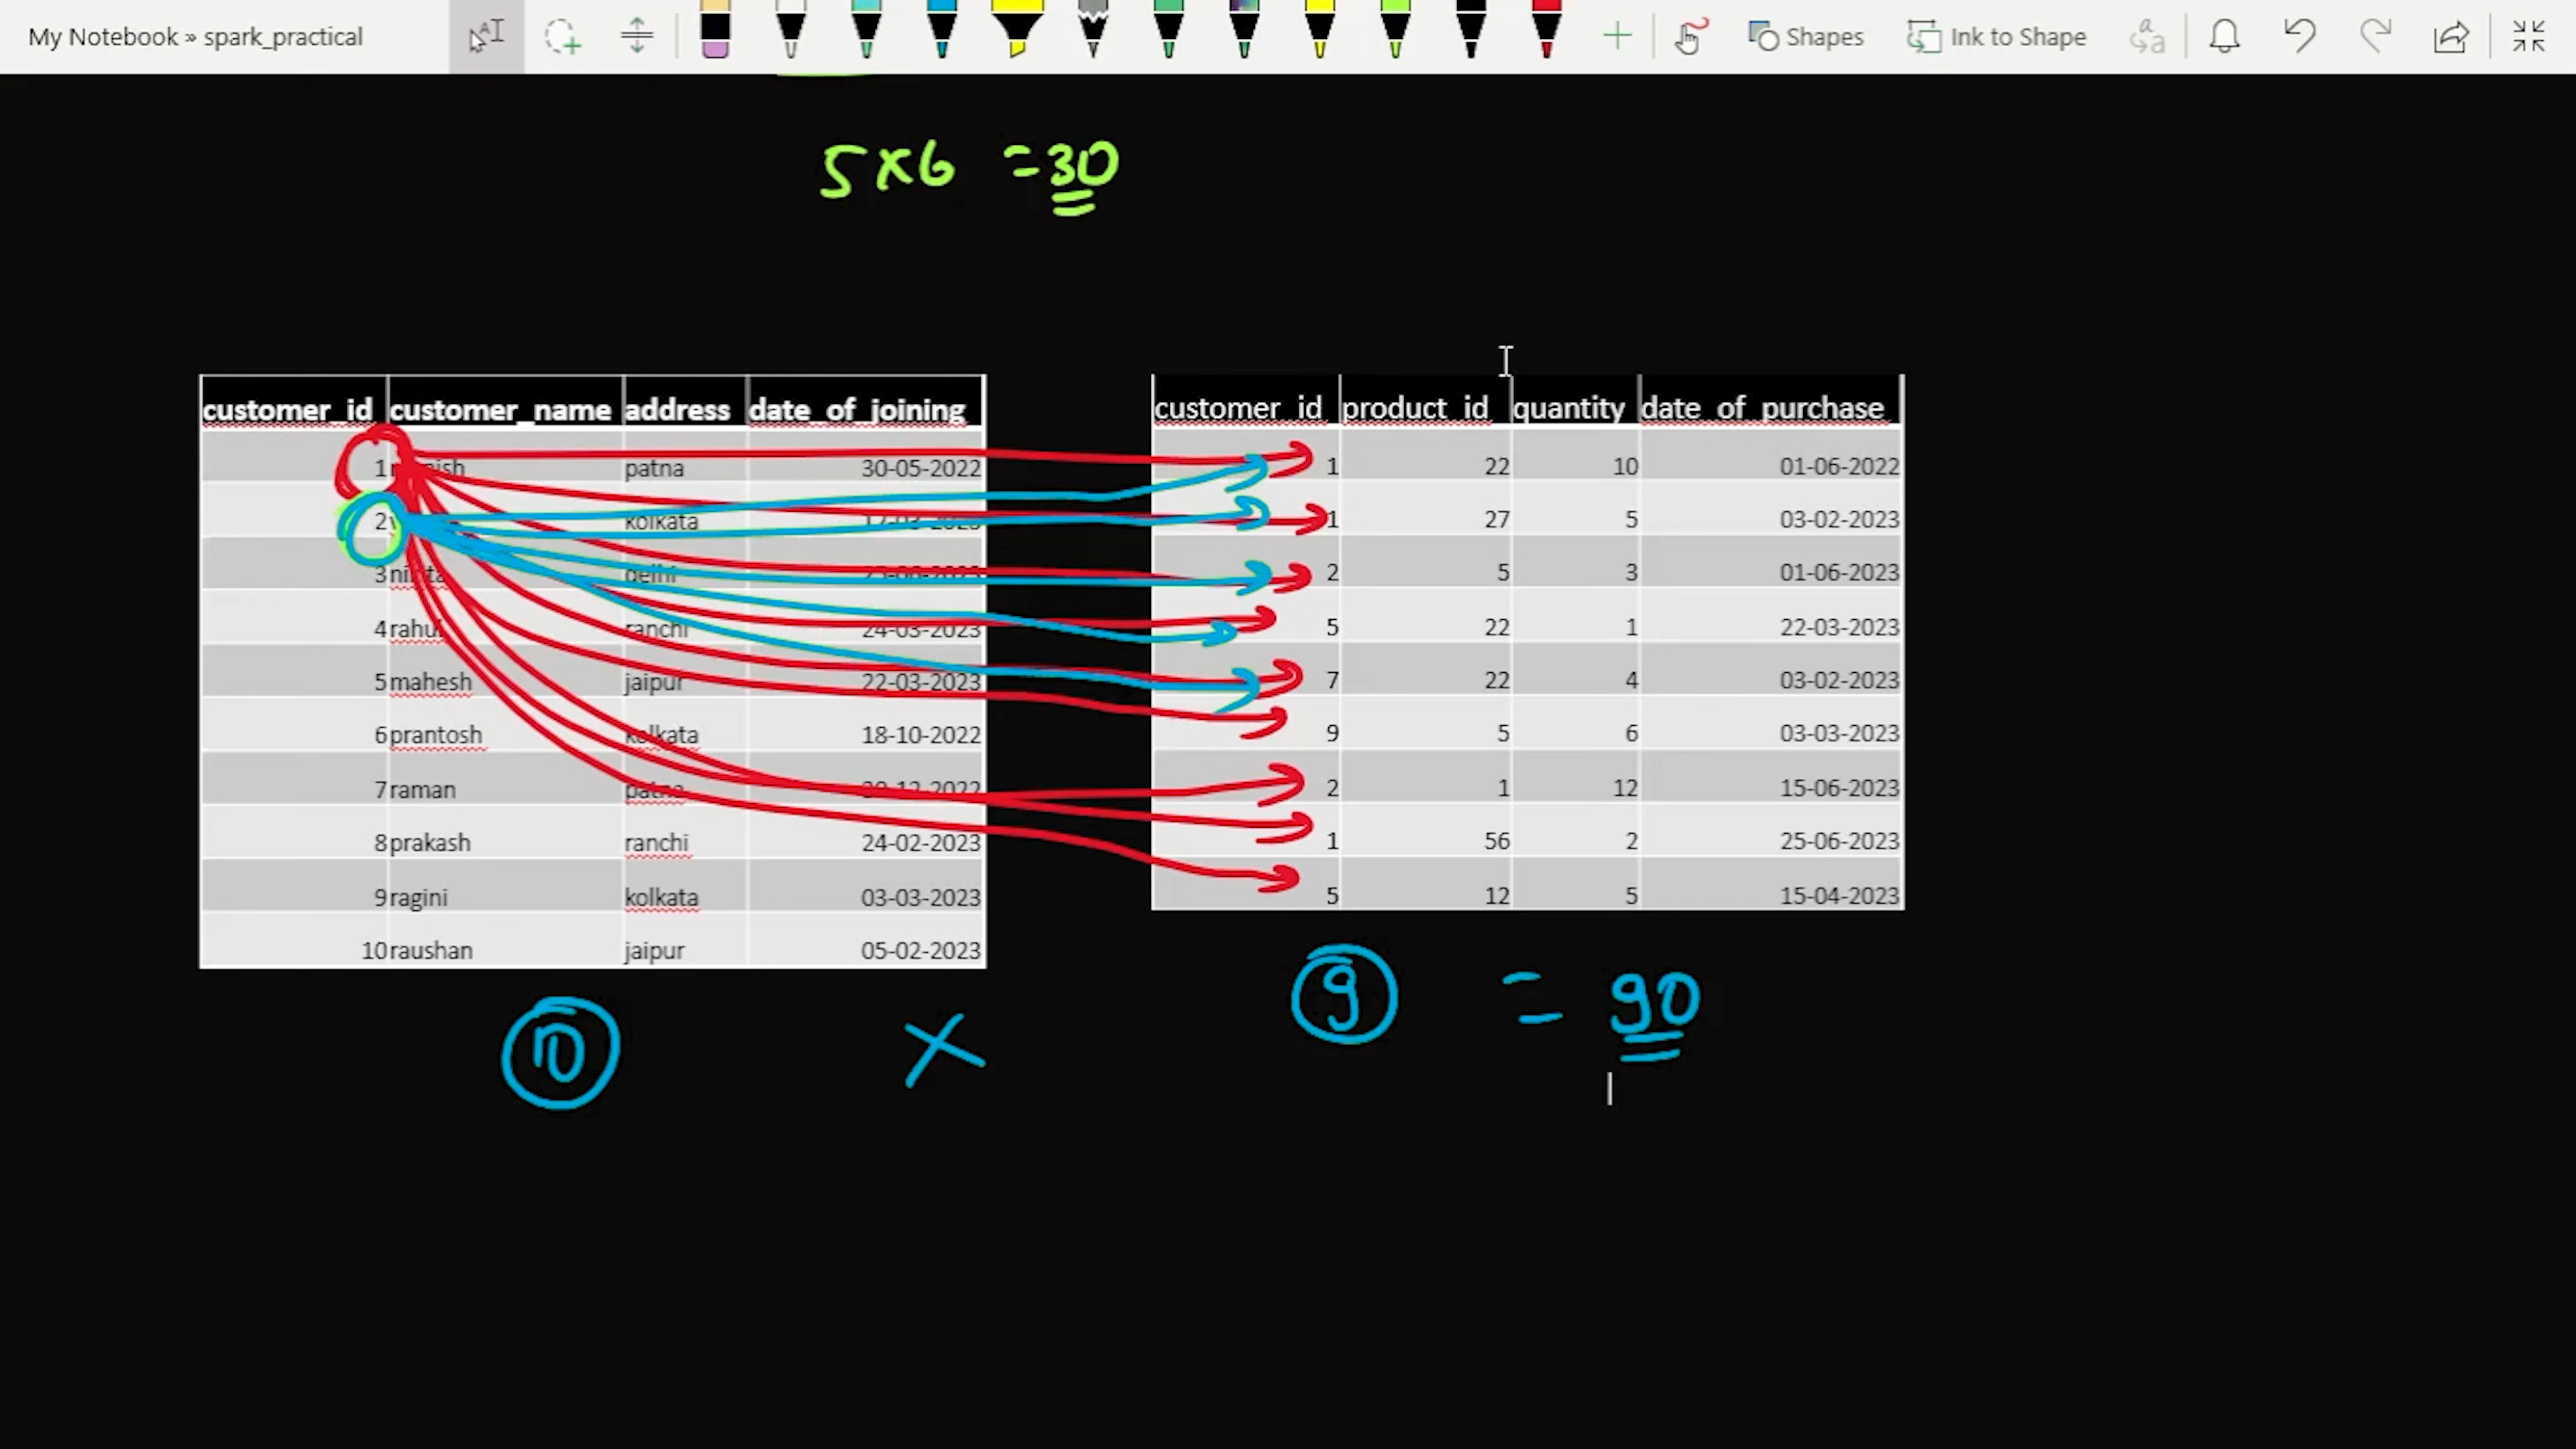 My Notebook » spark_practical
Shapes
Ink to Shape
5 x 6 = 30
customer_id customer_name address date_of_joining
1 patna 30-05-2022
2 kolkata
3 delhi
4 rahul ranchi 24-03-2023
5 mahesh jaipur 22-03-2023
6 prantosh kolkata 18-10-2022
7 raman patna
8 prakash ranchi 24-02-2023
9 ragini kolkata 03-03-2023
10 raushan jaipur 05-02-2023
customer_id product_id quantity date_of_purchase
1 22 10 01-06-2022
1 27 5 03-02-2023
2 5 3 01-06-2023
5 22 1 22-03-2023
7 22 4 03-02-2023
9 5 6 03-03-2023
2 1 12 15-06-2023
1 56 2 25-06-2023
5 12 5 15-04-2023
10 x 9 = 90